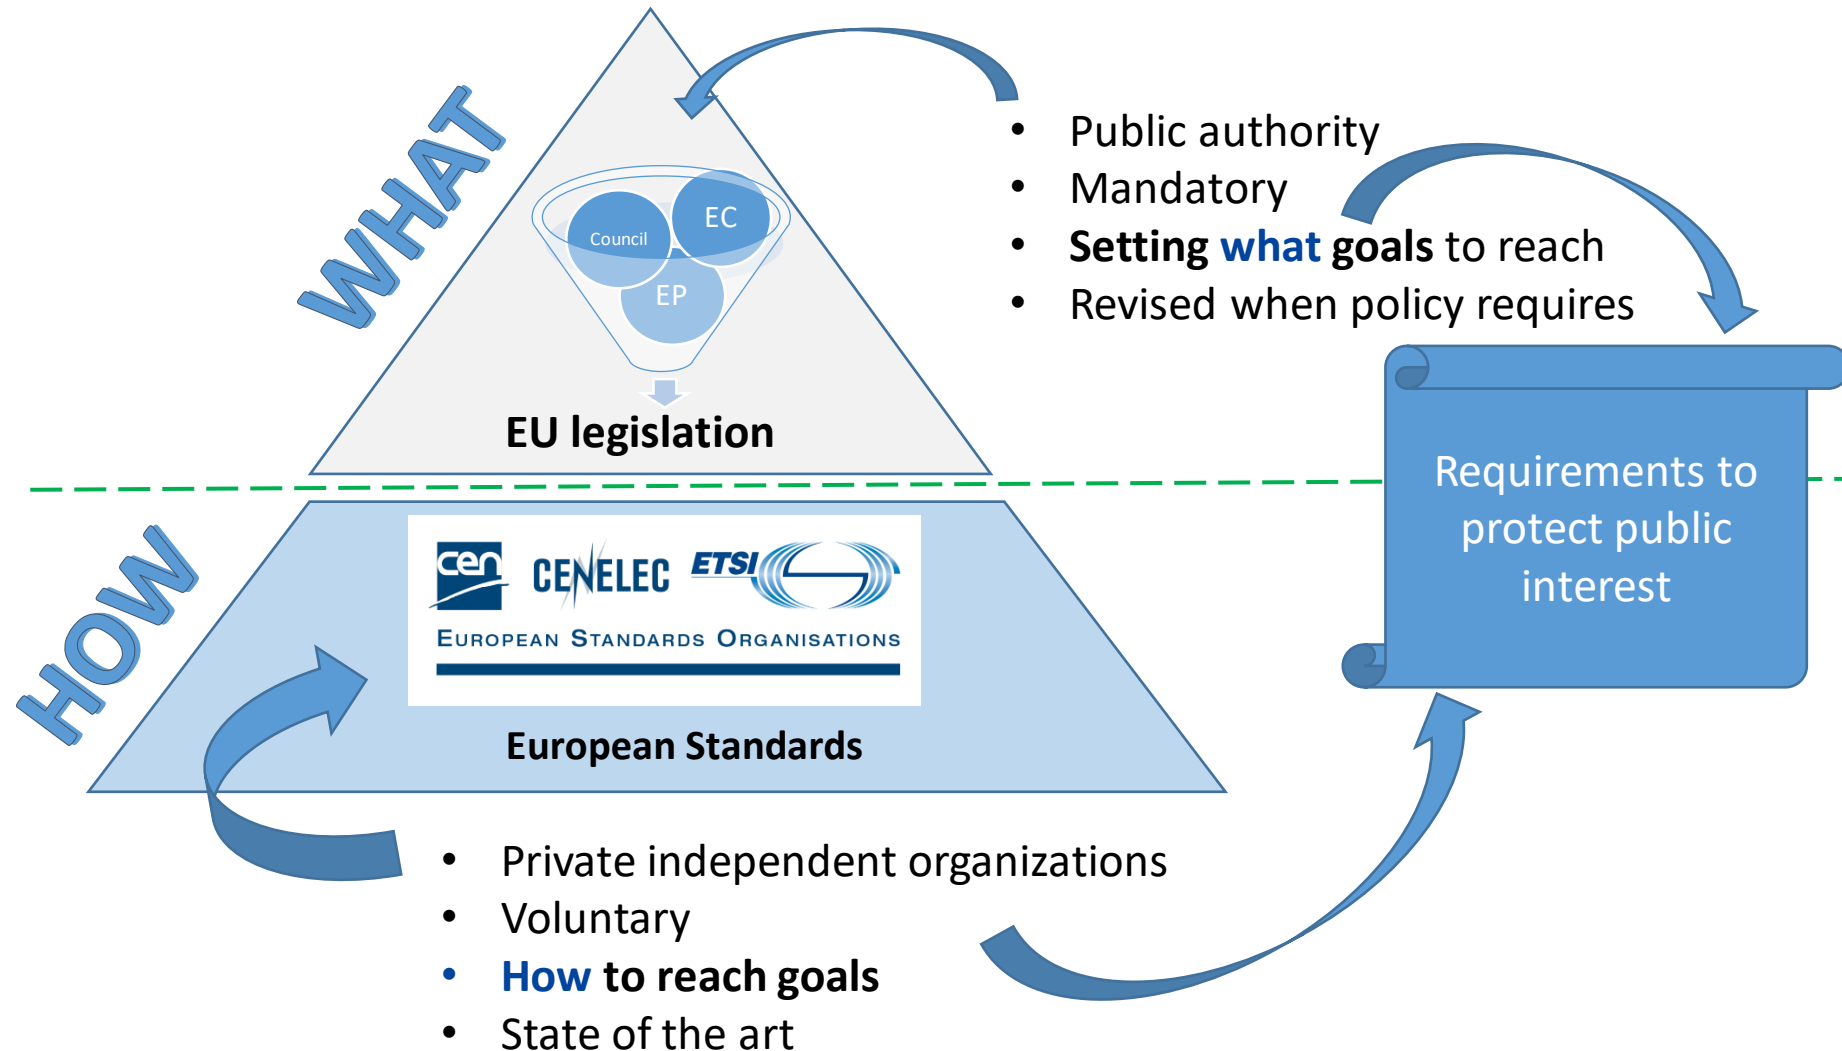 WHAT
Council
EC
EP
EU legislation
• Public authority
• Mandatory
• Setting what goals to reach
• Revised when policy requires
Requirements to
protect public
interest
HOW
cen
CENELEC
ETSI
EUROPEAN STANDARDS ORGANISATIONS
European Standards
• Private independent organizations
• Voluntary
• How to reach goals
• State of the art